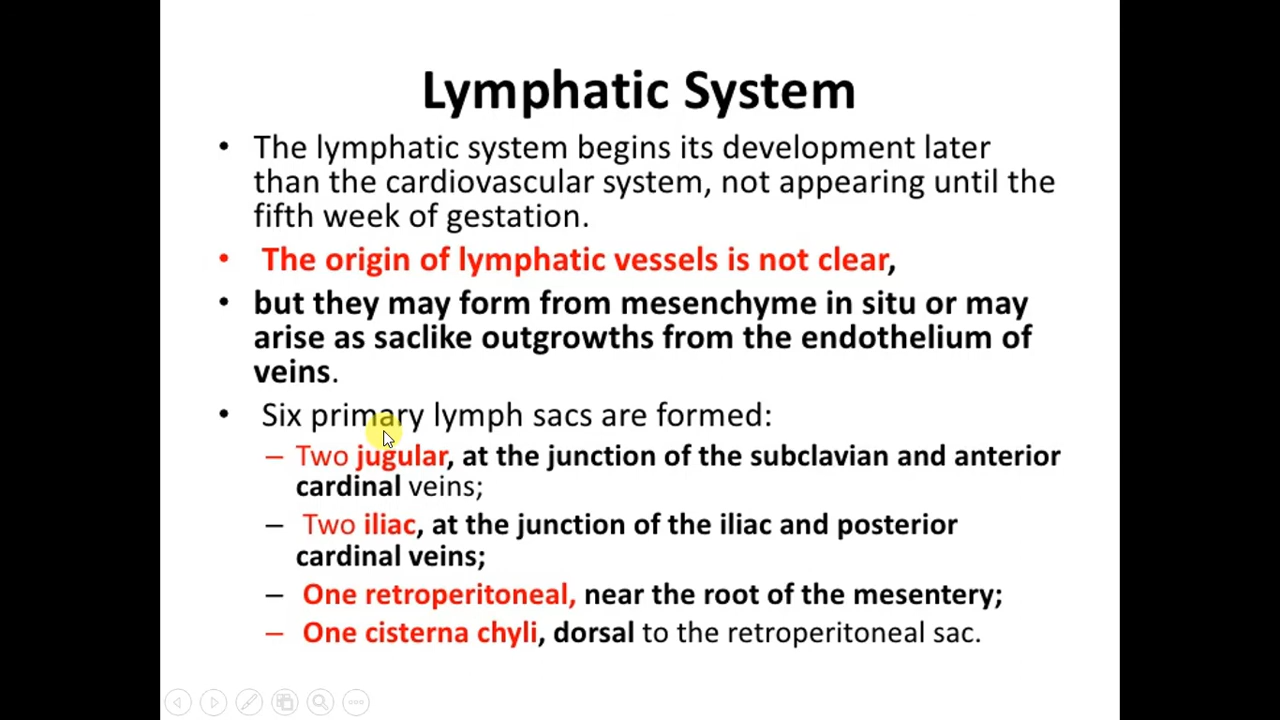 Lymphatic System
• The lymphatic system begins its development later
than the cardiovascular system, not appearing until the
fifth week of gestation.
• The origin of lymphatic vessels is not clear,
• but they may form from mesenchyme in situ or may
arise as saclike outgrowths from the endothelium of
veins.
• Six primary lymph sacs are formed:
– Two jugular, at the junction of the subclavian and anterior
cardinal veins;
– Two iliac, at the junction of the iliac and posterior
cardinal veins;
– One retroperitoneal, near the root of the mesentery;
– One cisterna chyli, dorsal to the retroperitoneal sac.